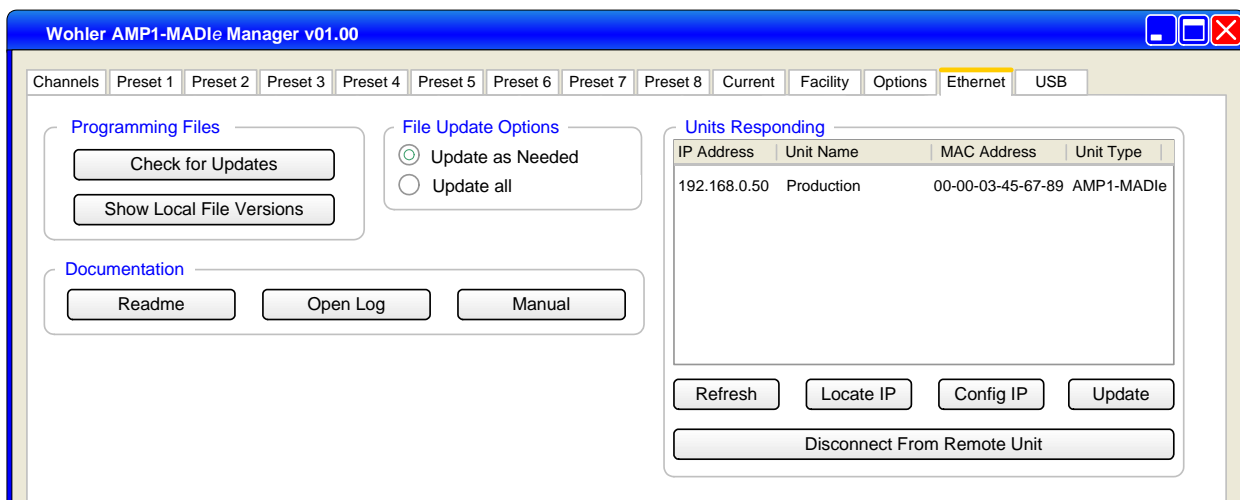 Wohler AMP1-MADIe Manager v01.00
Channels Preset 1 Preset 2 Preset 3 Preset 4 Preset 5 Preset 6 Preset 7 Preset 8 Current Facility Options Ethernet USB
Programming Files
Check for Updates
Show Local File Versions
File Update Options
Update as Needed
Update all
Documentation
Readme Open Log Manual
Units Responding
IP Address Unit Name MAC Address Unit Type
192.168.0.50 Production 00-00-03-45-67-89 AMP1-MADIe
Refresh Locate IP Config IP Update
Disconnect From Remote Unit